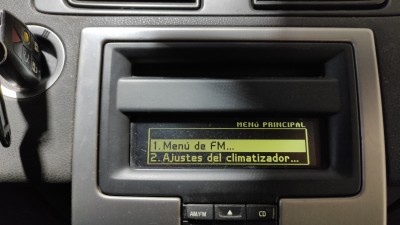 MENÚ PRINCIPAL
1. Menú de FM...
2. Ajustes del climatizador...
AM/FM
CD